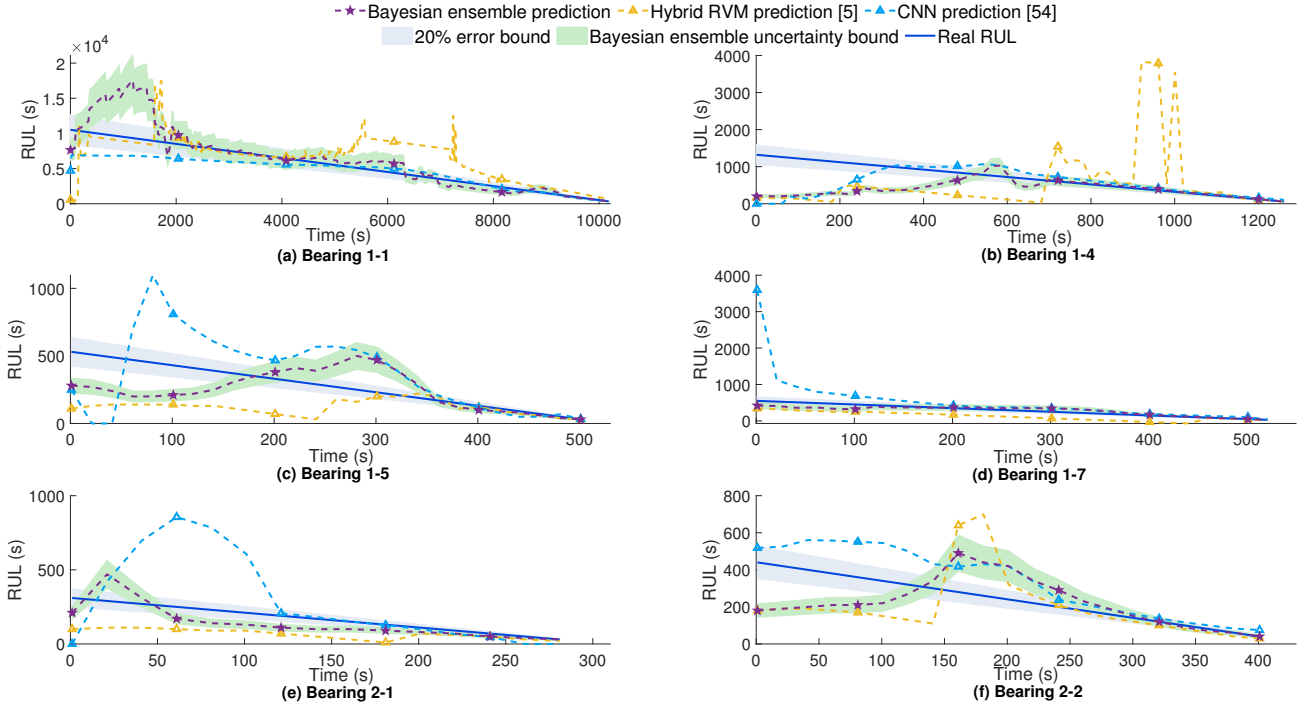 Bayesian ensemble prediction Hybrid RVM prediction [5] CNN prediction [54]
20% error bound Bayesian ensemble uncertainty bound Real RUL
×10⁴
2
1.5
1
0.5
0
RUL (s)
0 2000 4000 6000 8000 10000
Time (s)
(a) Bearing 1-1
4000
3000
2000
1000
0
RUL (s)
0 200 400 600 800 1000 1200
Time (s)
(b) Bearing 1-4
1000
500
0
RUL (s)
0 100 200 300 400 500
Time (s)
(c) Bearing 1-5
4000
3000
2000
1000
0
RUL (s)
0 100 200 300 400 500
Time (s)
(d) Bearing 1-7
1000
500
0
RUL (s)
0 50 100 150 200 250 300
Time (s)
(e) Bearing 2-1
800
600
400
200
0
RUL (s)
0 50 100 150 200 250 300 350 400
Time (s)
(f) Bearing 2-2